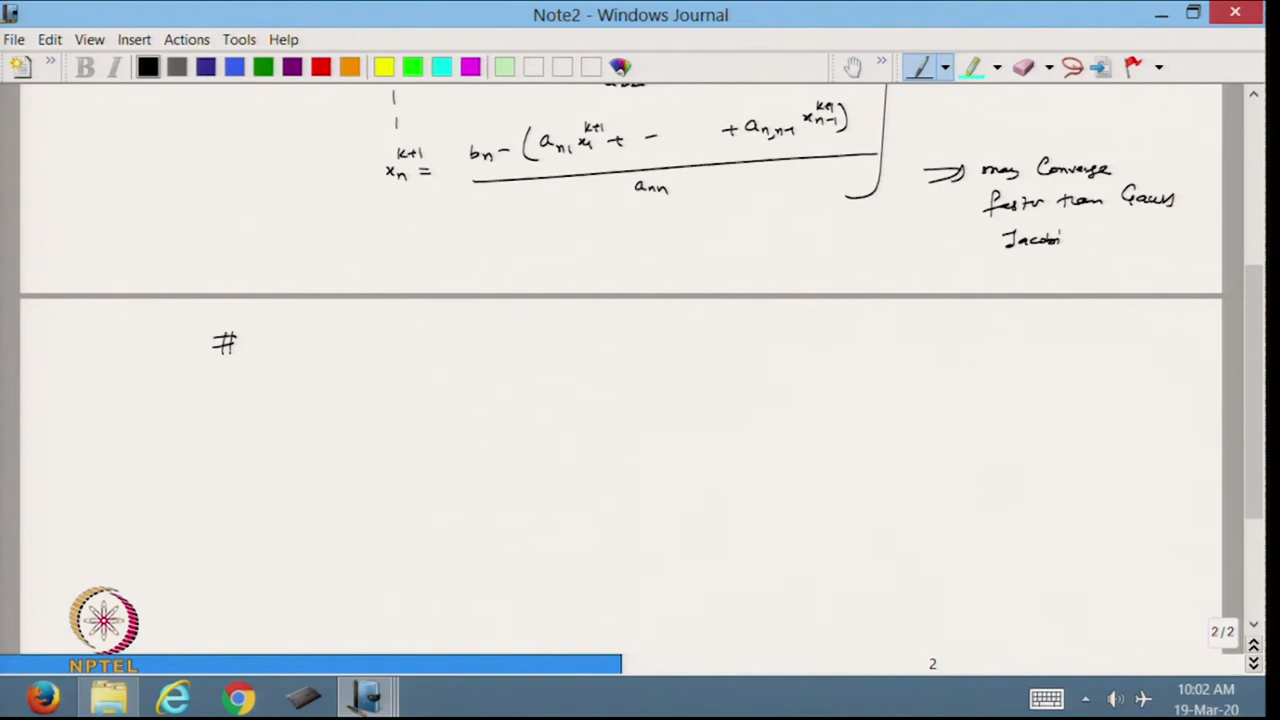 Note2 - Windows Journal
File Edit View Insert Actions Tools Help
x_n^{k+1} = \frac{b_n - (a_{n1} x_1^{k+1} + - + a_{n,n-1} x_{n-1}^{k+1})}{a_{nn}}
⇒ may Converge
faster than Gauss
Jacobi
#
NPTEL
2/2
2
10:02 AM
19-Mar-20